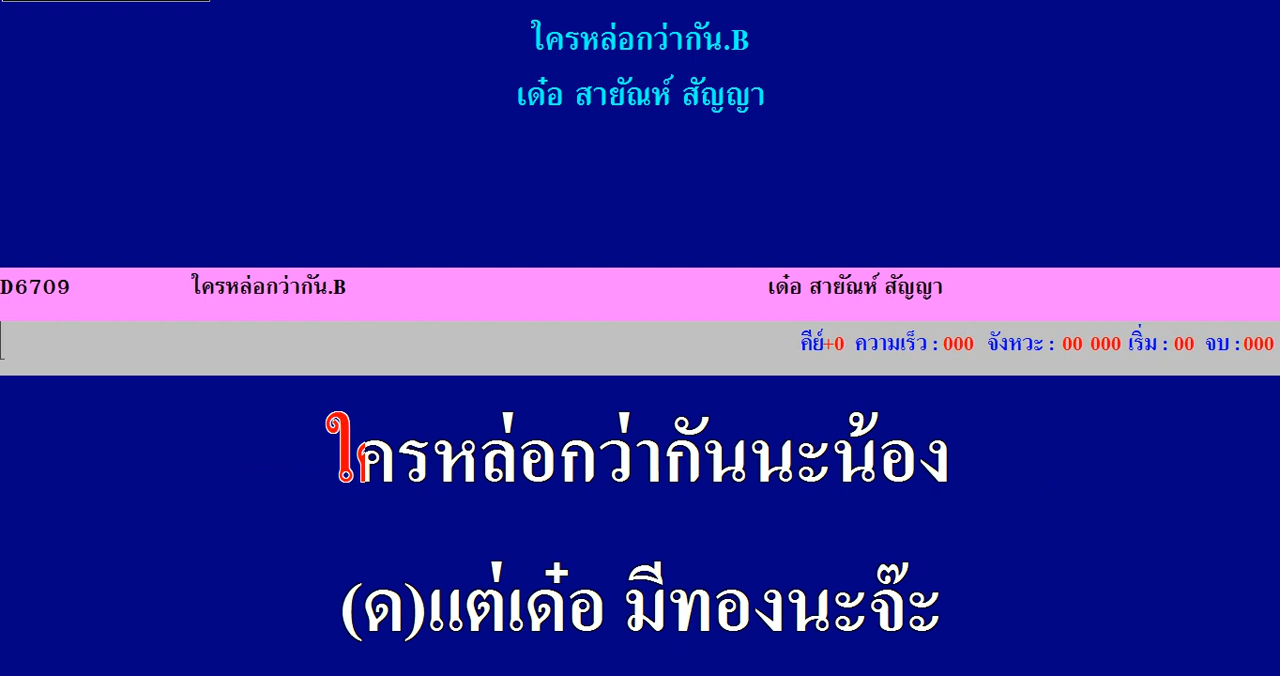 ใครหล่อกว่ากัน.B
เด๋อ สายัณห์ สัญญา
D6709 ใครหล่อกว่ากัน.B เด๋อ สายัณห์ สัญญา
คีย์+0 ความเร็ว : 000 จังหวะ : 00 000 เริ่ม : 00 จบ : 000
ใครหล่อกว่ากันนะน้อง
(ด)แต่เด๋อ มีทองนะจ๊ะ